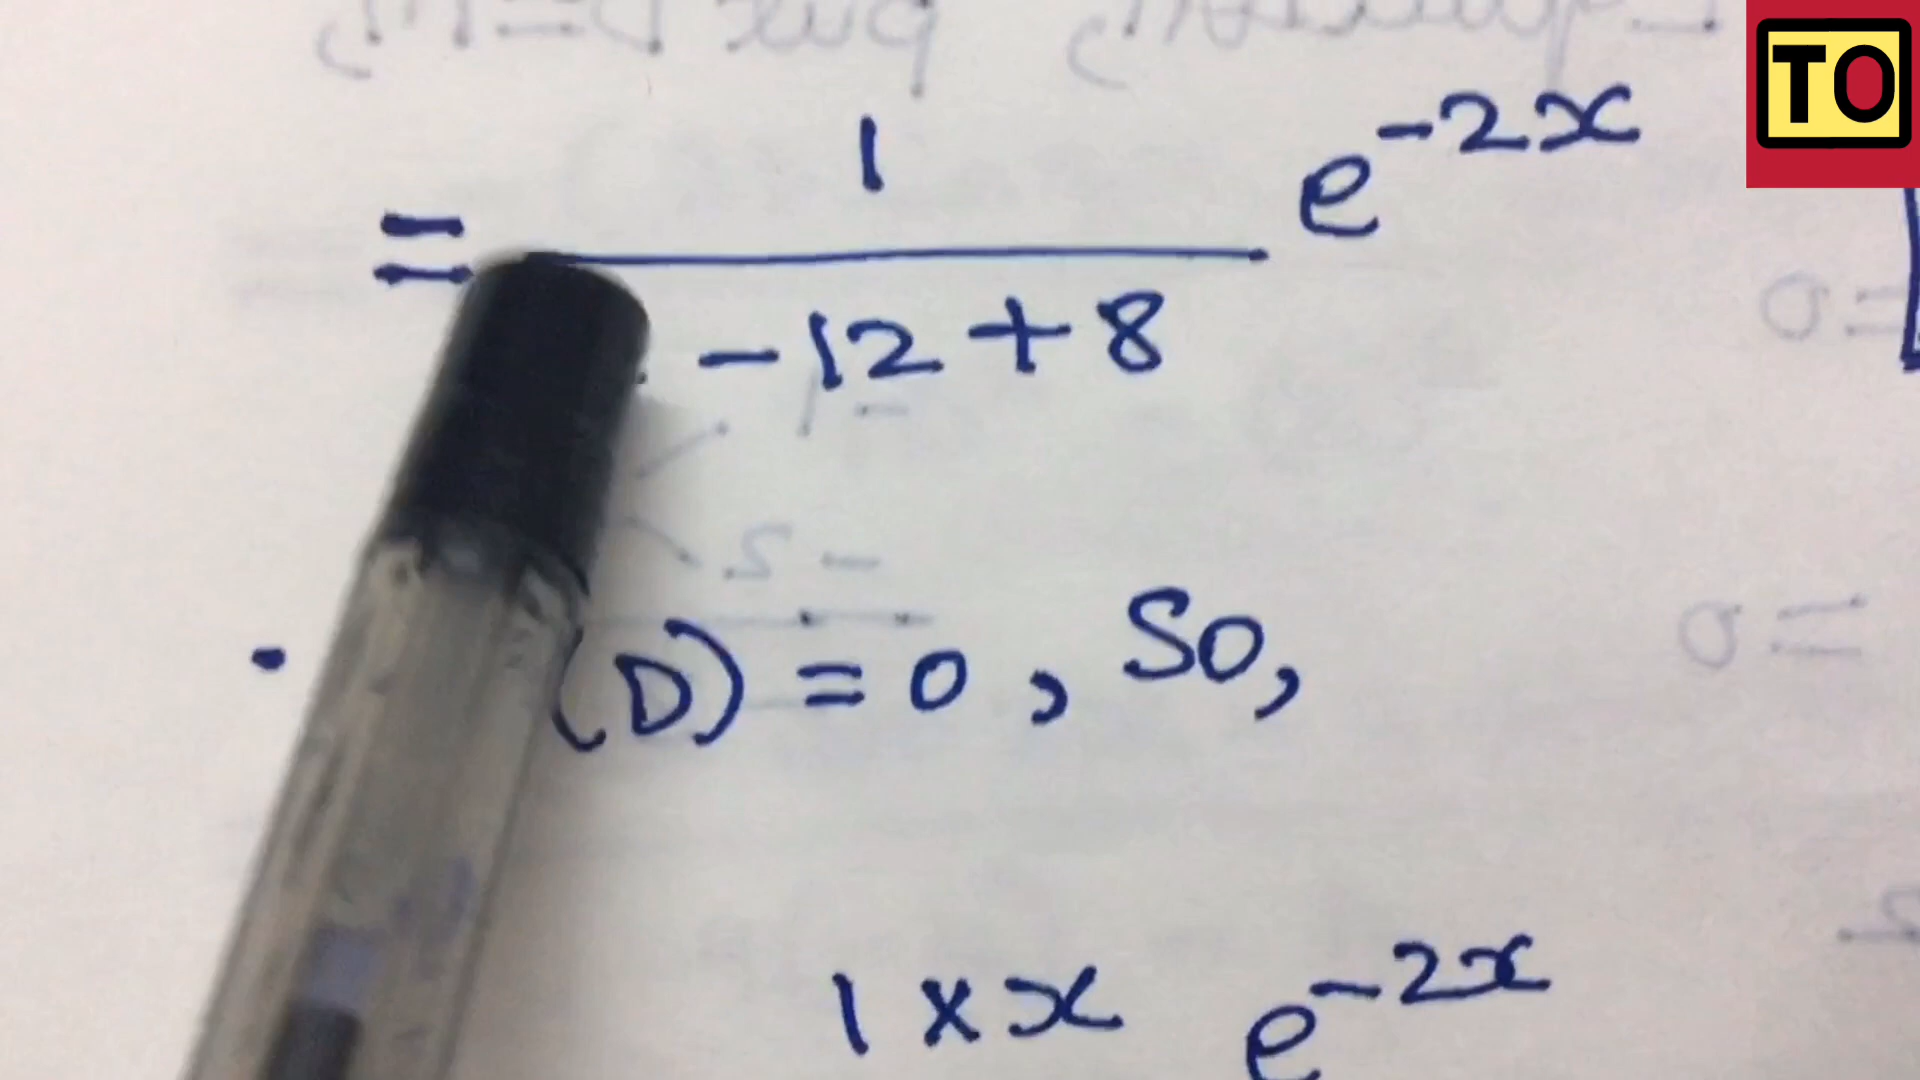 TO
1
= - 12 + 8 e^-2x
(D) = 0, So,
1 × x e^-2x